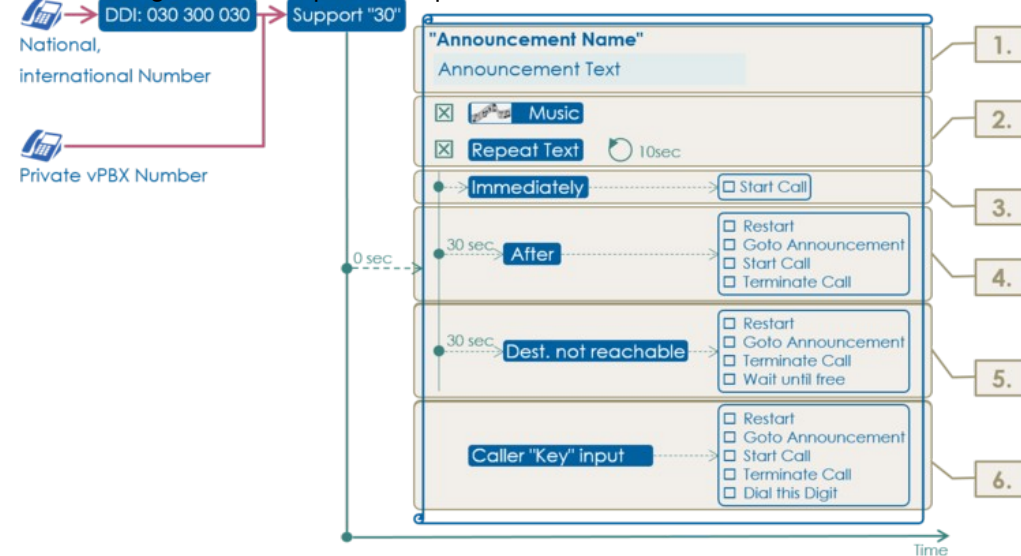 DDI: 030 300 030
Support "30"
National,
international Number
Private vPBX Number
0 sec
"Announcement Name"
Announcement Text
1.
Music
Repeat Text
10sec
2.
Immediately
Start Call
3.
30 sec
After
Restart
Goto Announcement
Start Call
Terminate Call
4.
30 sec
Dest. not reachable
Restart
Goto Announcement
Terminate Call
Wait until free
5.
Caller "Key" input
Restart
Goto Announcement
Start Call
Terminate Call
Dial this Digit
6.
Time